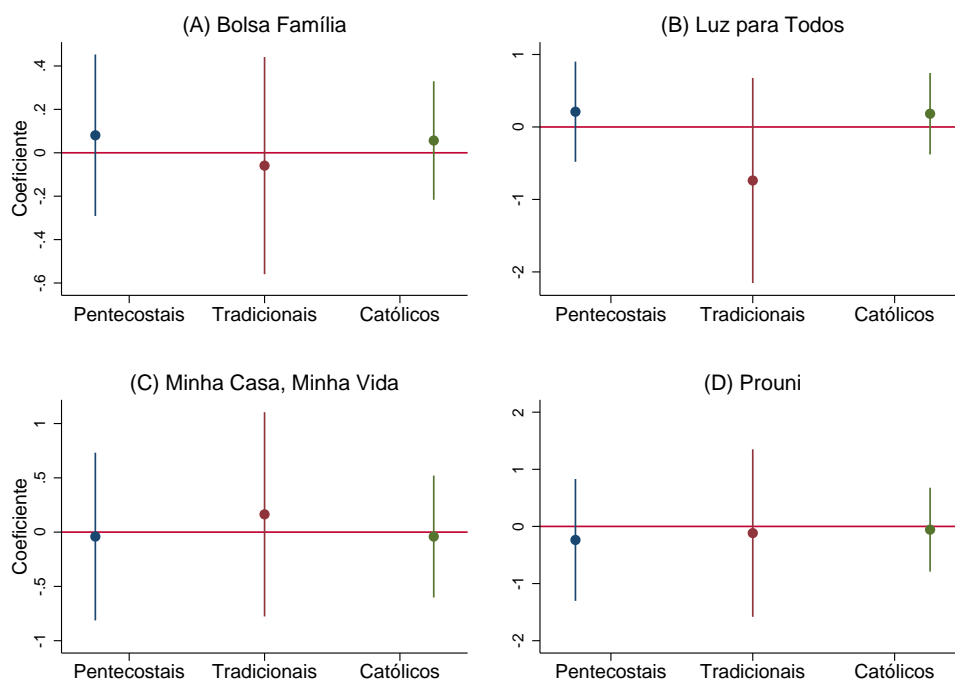 (A) Bolsa Família
Coeficiente
.4
.2
0
-.2
-.4
-.6
Pentecostais Tradicionais Católicos
(B) Luz para Todos
1
0
-1
-2
Pentecostais Tradicionais Católicos
(C) Minha Casa, Minha Vida
Coeficiente
1
.5
0
-.5
-1
Pentecostais Tradicionais Católicos
(D) Prouni
2
1
0
-1
-2
Pentecostais Tradicionais Católicos